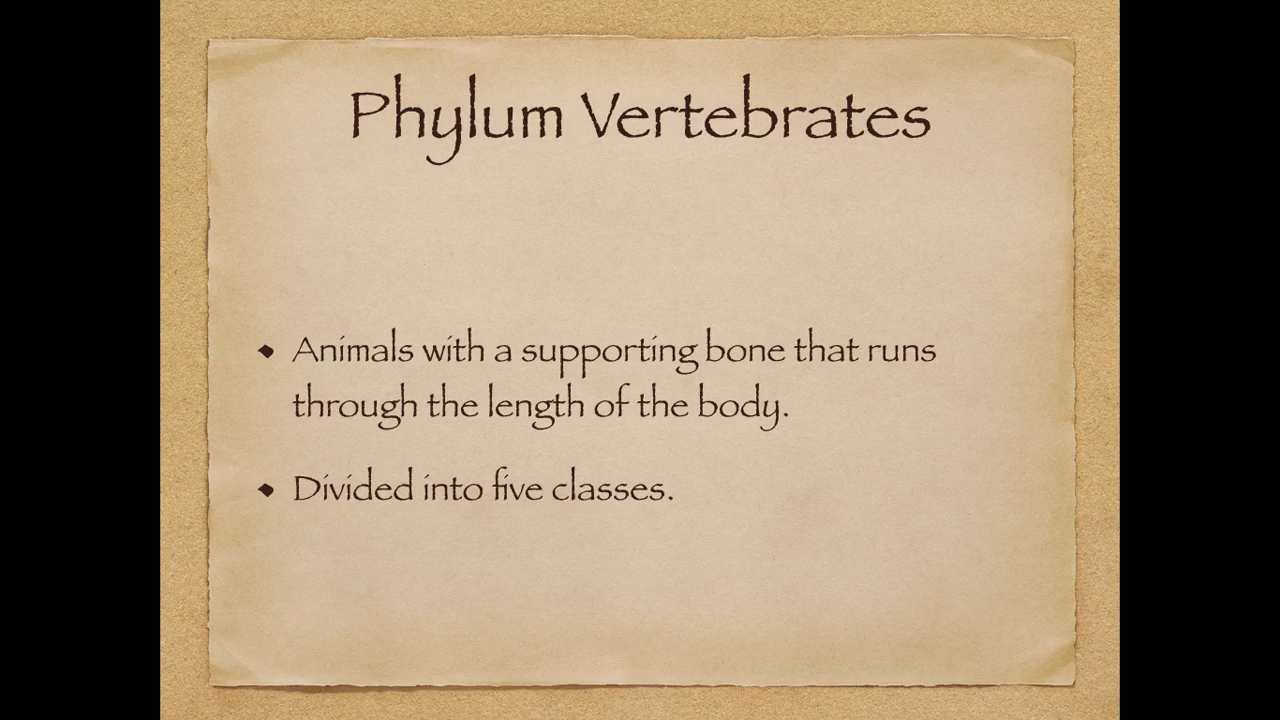 Phylum Vertebrates
• Animals with a supporting bone that runs
through the length of the body.
• Divided into five classes.